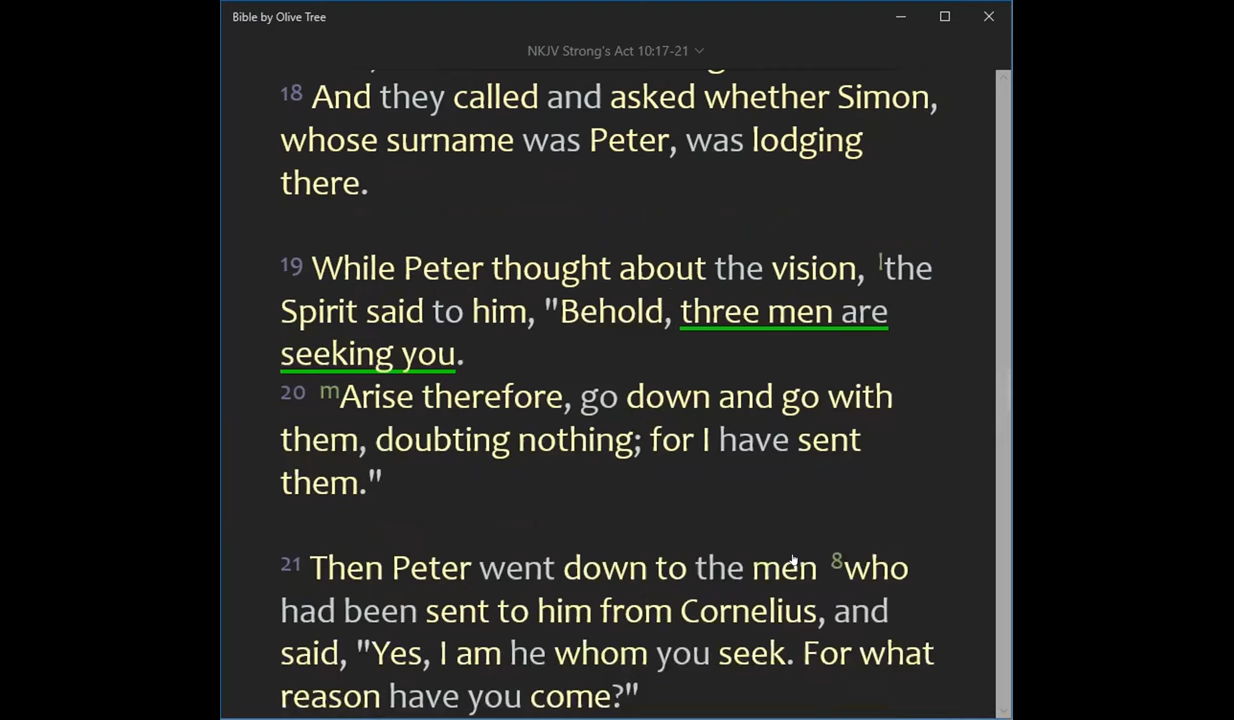 Bible by Olive Tree
NKJV Strong's Act 10:17-21
18 And they called and asked whether Simon,
whose surname was Peter, was lodging
there.
19 While Peter thought about the vision, lthe
Spirit said to him, "Behold, three men are
seeking you.
20 mArise therefore, go down and go with
them, doubting nothing; for I have sent
them."
21 Then Peter went down to the men 8who
had been sent to him from Cornelius, and
said, "Yes, I am he whom you seek. For what
reason have you come?"